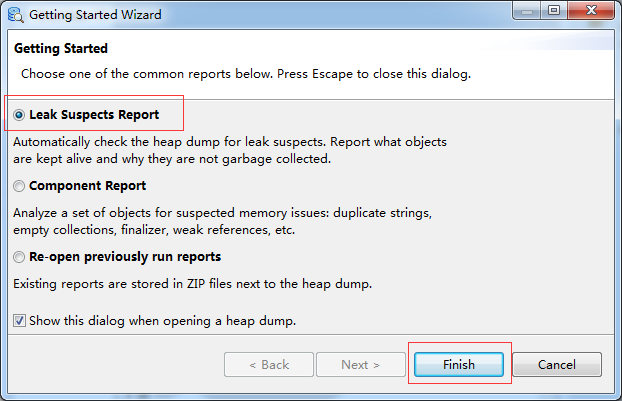 Getting Started Wizard
Getting Started
Choose one of the common reports below. Press Escape to close this dialog.
Leak Suspects Report
Automatically check the heap dump for leak suspects. Report what objects
are kept alive and why they are not garbage collected.
Component Report
Analyze a set of objects for suspected memory issues: duplicate strings,
empty collections, finalizer, weak references, etc.
Re-open previously run reports
Existing reports are stored in ZIP files next to the heap dump.
Show this dialog when opening a heap dump.
< Back Next > Finish Cancel